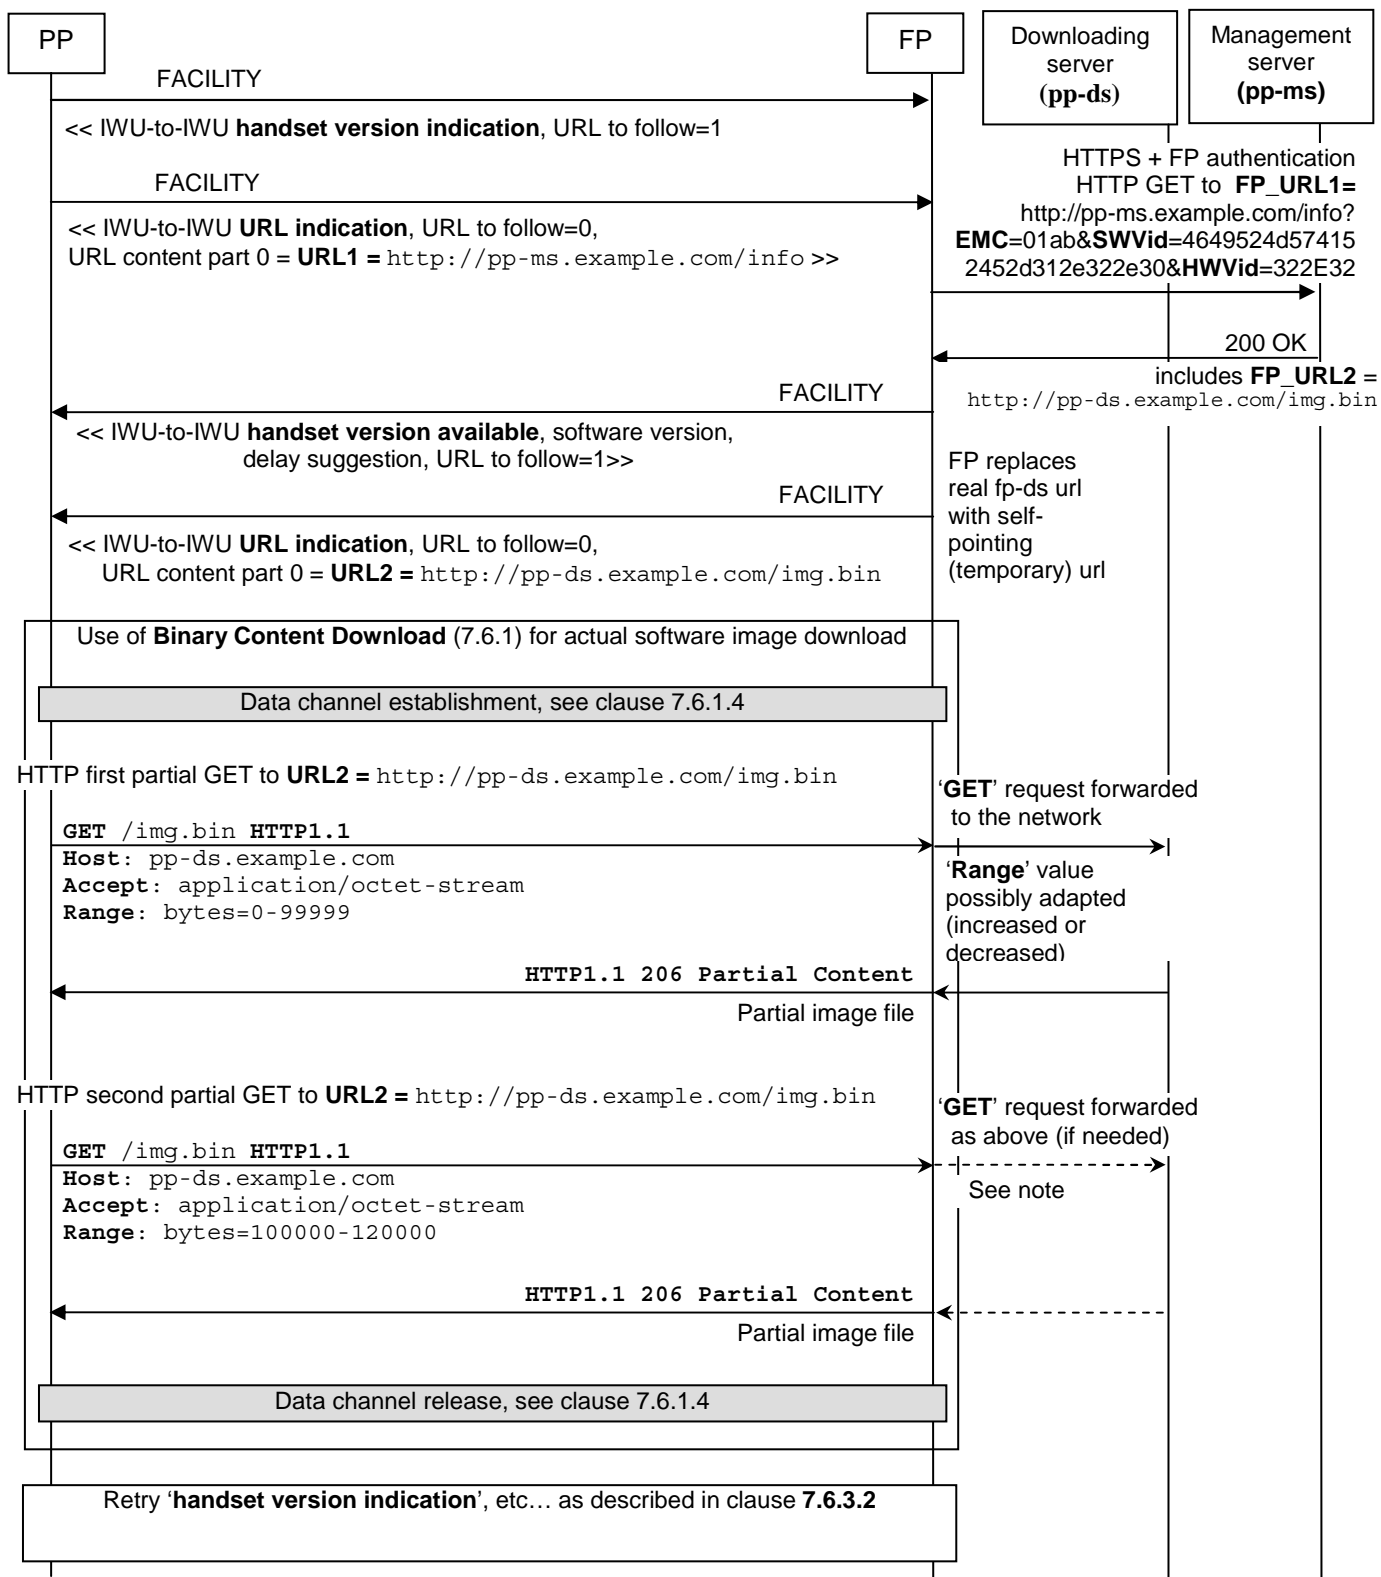 PP
FP
Downloading
server
(pp-ds)
Management
server
(pp-ms)
FACILITY
<< IWU-to-IWU handset version indication, URL to follow=1
HTTPS + FP authentication
HTTP GET to FP_URL1=
http://pp-ms.example.com/info?
EMC=01ab&SWVid=4649524d57415
2452d312e322e30&HWVid=322E32
FACILITY
<< IWU-to-IWU URL indication, URL to follow=0,
URL content part 0 = URL1 = http://pp-ms.example.com/info >>
200 OK
includes FP_URL2 =
http://pp-ds.example.com/img.bin
FACILITY
<< IWU-to-IWU handset version available, software version,
delay suggestion, URL to follow=1>>
FP replaces
real fp-ds url
with self-
pointing
(temporary) url
FACILITY
<< IWU-to-IWU URL indication, URL to follow=0,
URL content part 0 = URL2 = http://pp-ds.example.com/img.bin
Use of Binary Content Download (7.6.1) for actual software image download
Data channel establishment, see clause 7.6.1.4
HTTP first partial GET to URL2 = http://pp-ds.example.com/img.bin
'GET' request forwarded
to the network
GET /img.bin HTTP1.1
Host: pp-ds.example.com
Accept: application/octet-stream
Range: bytes=0-99999
'Range' value
possibly adapted
(increased or
decreased)
HTTP1.1 206 Partial Content
Partial image file
HTTP second partial GET to URL2 = http://pp-ds.example.com/img.bin
'GET' request forwarded
as above (if needed)
GET /img.bin HTTP1.1
Host: pp-ds.example.com
Accept: application/octet-stream
Range: bytes=100000-120000
See note
HTTP1.1 206 Partial Content
Partial image file
Data channel release, see clause 7.6.1.4
Retry 'handset version indication', etc… as described in clause 7.6.3.2